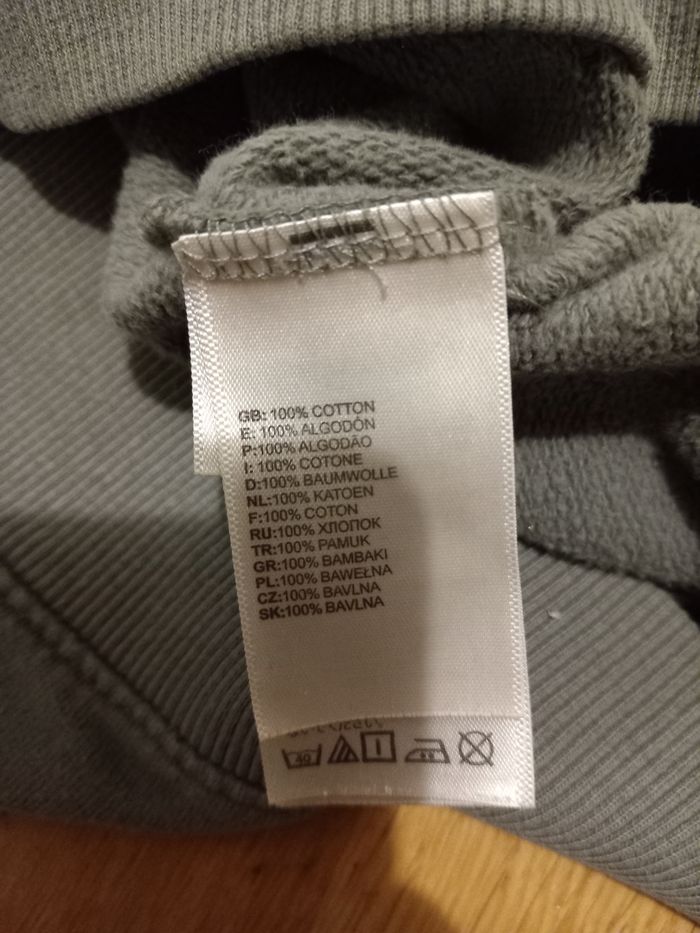 GB: 100% COTTON
E: 100% ALGODÓN
P:100% ALGODÃO
I: 100% COTONE
D:100% BAUMWOLLE
NL:100% KATOEN
F:100% COTON
RU:100% ХЛОПОК
TR:100% PAMUK
GR:100% BAMBAKI
PL:100% BAWEŁNA
CZ:100% BAVLNA
SK:100% BAVLNA
40